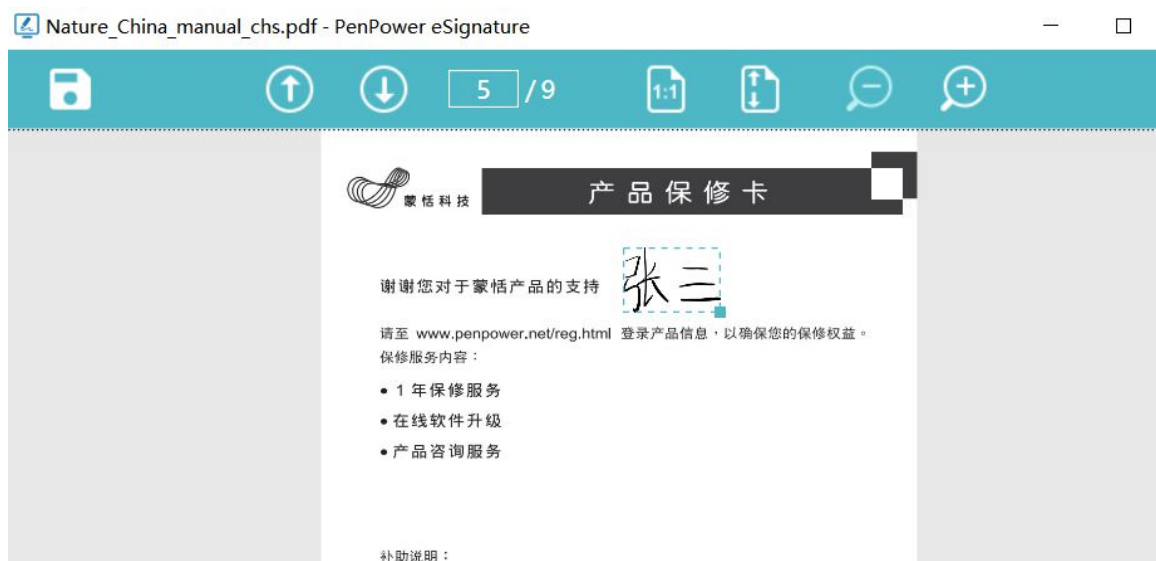 Nature_China_manual_chs.pdf - PenPower eSignature
5 / 9
1:1
蒙恬科技
产品保修卡
谢谢您对于蒙恬产品的支持 张三
请至 www.penpower.net/reg.html 登录产品信息，以确保您的保修权益。
保修服务内容：
• 1 年保修服务
• 在线软件升级
• 产品咨询服务
补助说明：